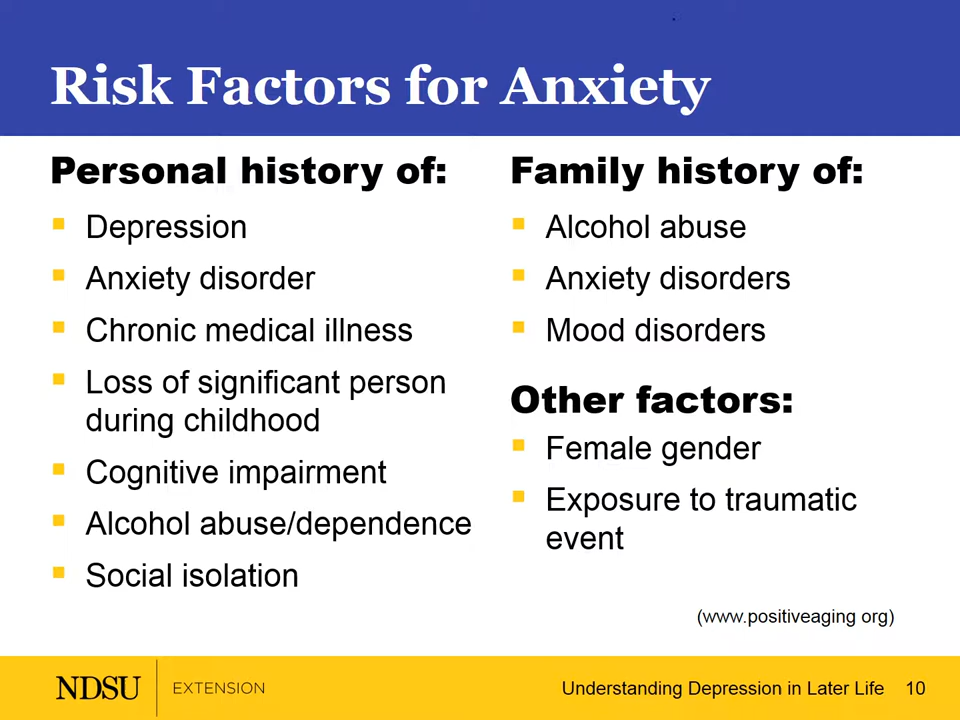 Risk Factors for Anxiety
Personal history of:
Depression
Anxiety disorder
Chronic medical illness
Loss of significant person
during childhood
Cognitive impairment
Alcohol abuse/dependence
Social isolation
Family history of:
Alcohol abuse
Anxiety disorders
Mood disorders
Other factors:
Female gender
Exposure to traumatic
event
(www.positiveaging org)
NDSU EXTENSION
Understanding Depression in Later Life 10